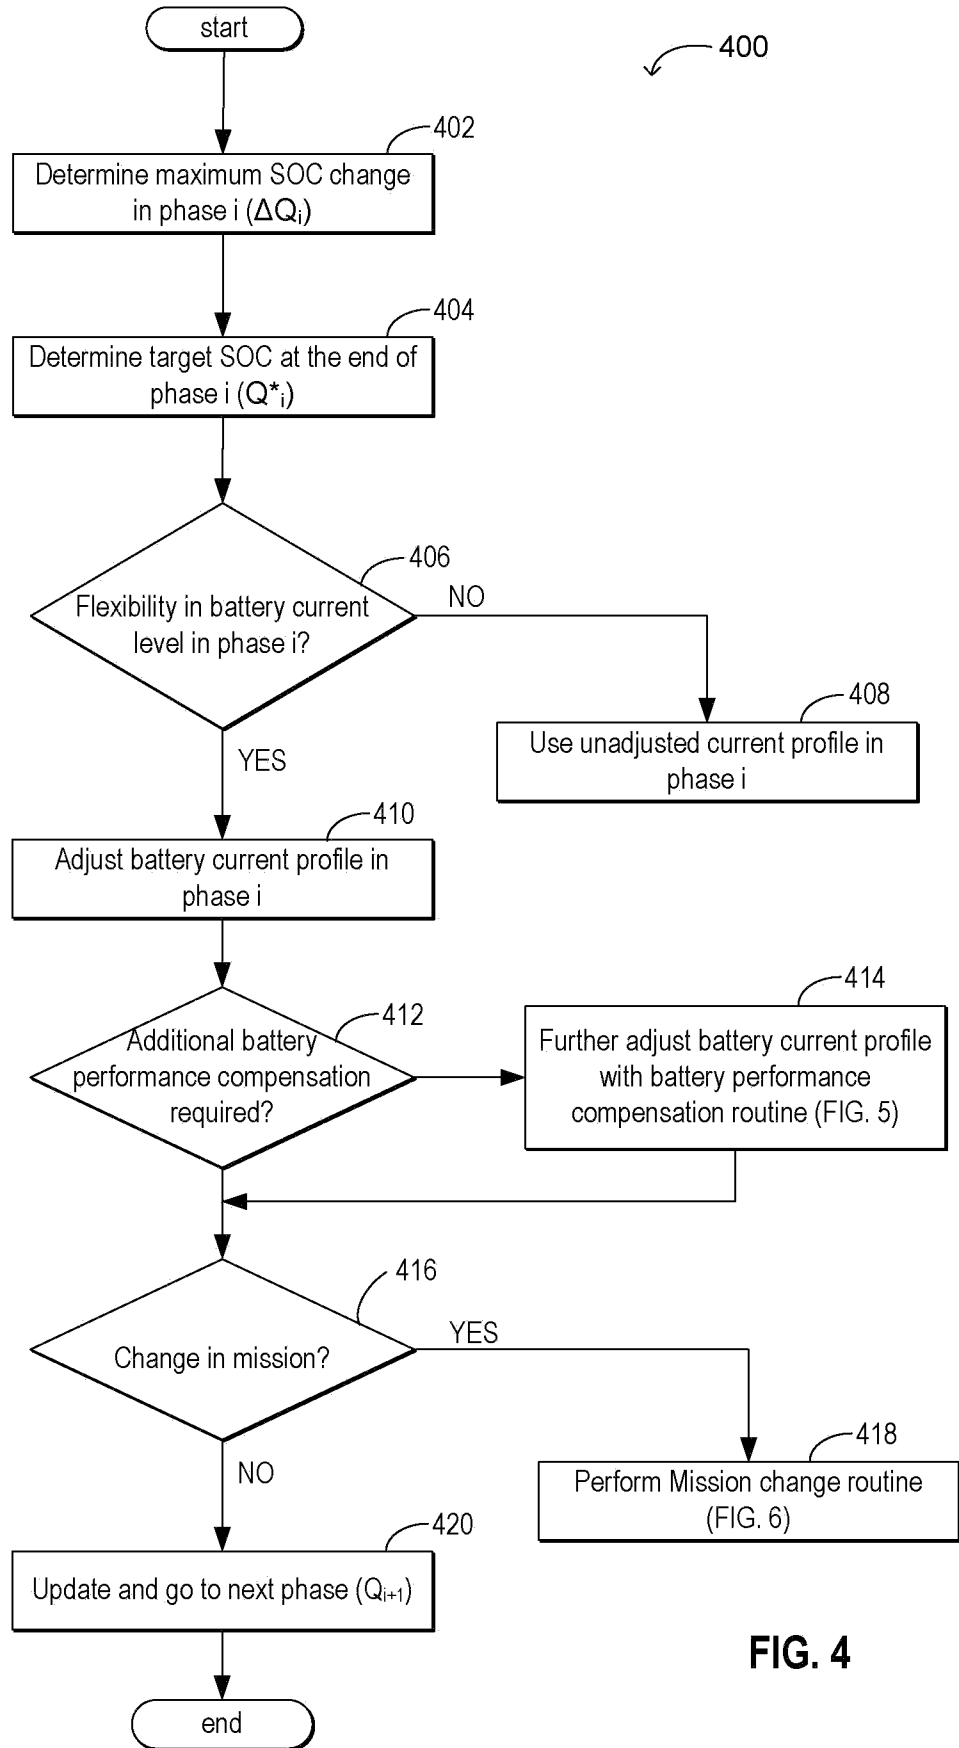 start
400
402
Determine maximum SOC change
in phase i (ΔQi)
404
Determine target SOC at the end of
phase i (Q*i)
406
Flexibility in battery current
level in phase i?
NO
408
Use unadjusted current profile in
phase i
YES
410
Adjust battery current profile in
phase i
412
Additional battery
performance compensation
required?
414
Further adjust battery current profile
with battery performance
compensation routine (FIG. 5)
416
Change in mission?
YES
418
Perform Mission change routine
(FIG. 6)
NO
420
Update and go to next phase (Qi+1)
end
FIG. 4